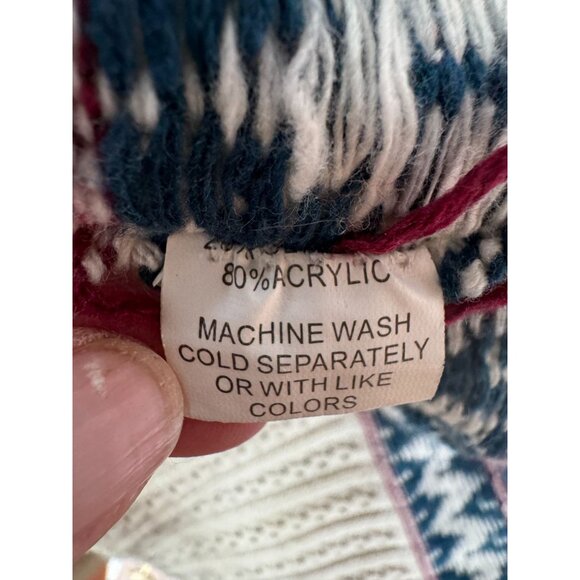 80% ACRYLIC
MACHINE WASH
COLD SEPARATELY
OR WITH LIKE
COLORS